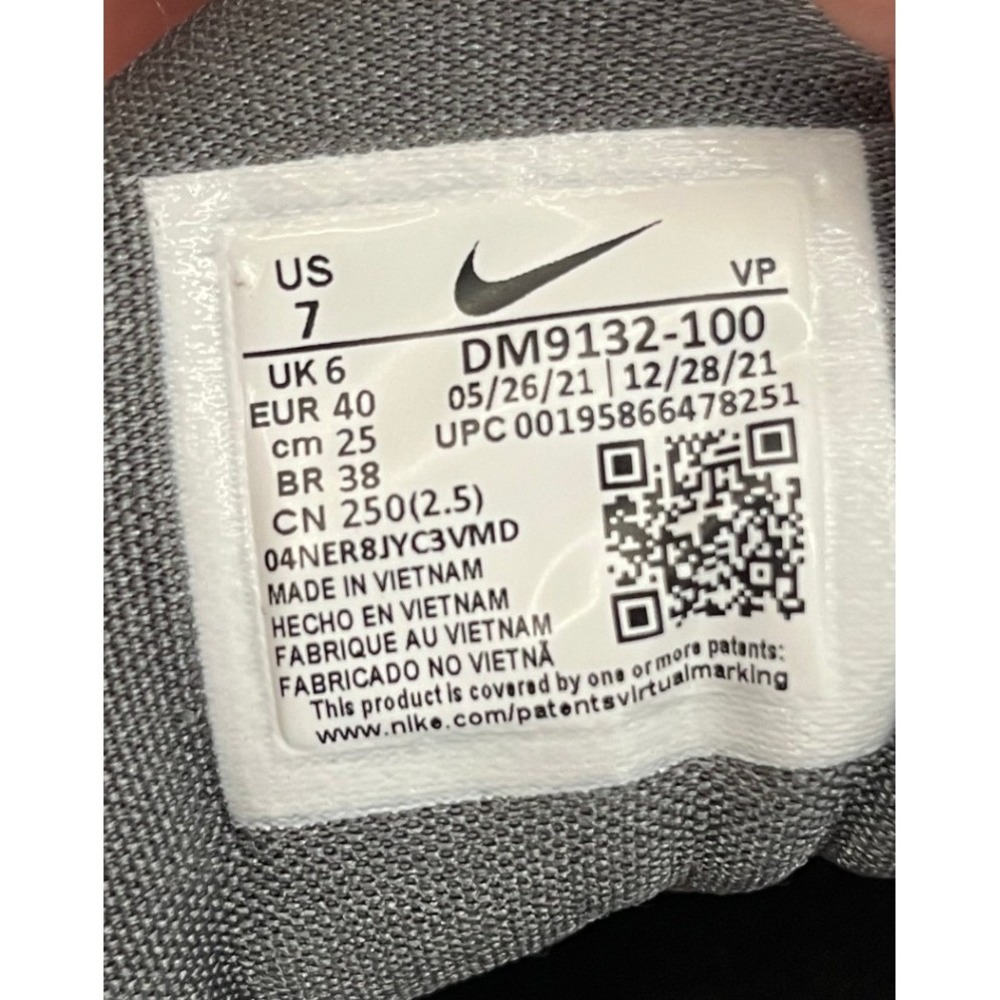 US
7
VP
UK 6
EUR 40
cm 25
BR 38
CN 250(2.5)
DM9132-100
05/26/21 | 12/28/21
UPC 00195866478251
04NER8JYC3VMD
MADE IN VIETNAM
HECHO EN VIETNAM
FABRIQUE AU VIETNAM
FABRICADO NO VIETNÃ
This product is covered by one or more patents:
www.nike.com/patentsvirtualmarking